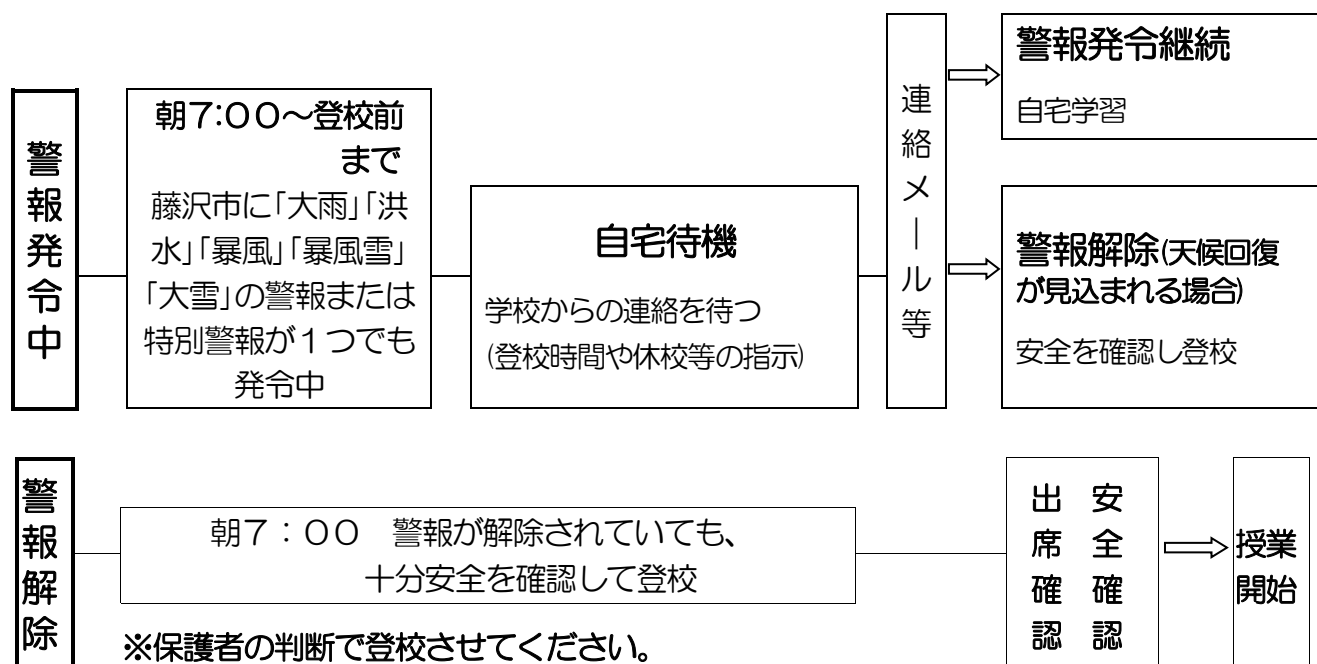 警報発令中
朝7:00～登校前
まで
藤沢市に「大雨」「洪
水」「暴風」「暴風雪」
「大雪」の警報または
特別警報が１つでも
発令中
自宅待機
学校からの連絡を待つ
(登校時間や休校等の指示)
連絡メール等
警報発令継続
自宅学習
警報解除(天候回復
が見込まれる場合)
安全を確認し登校
警報解除
朝７：００　警報が解除されていても、
十分安全を確認して登校
※保護者の判断で登校させてください。
安全確認
出席確認
授業
開始